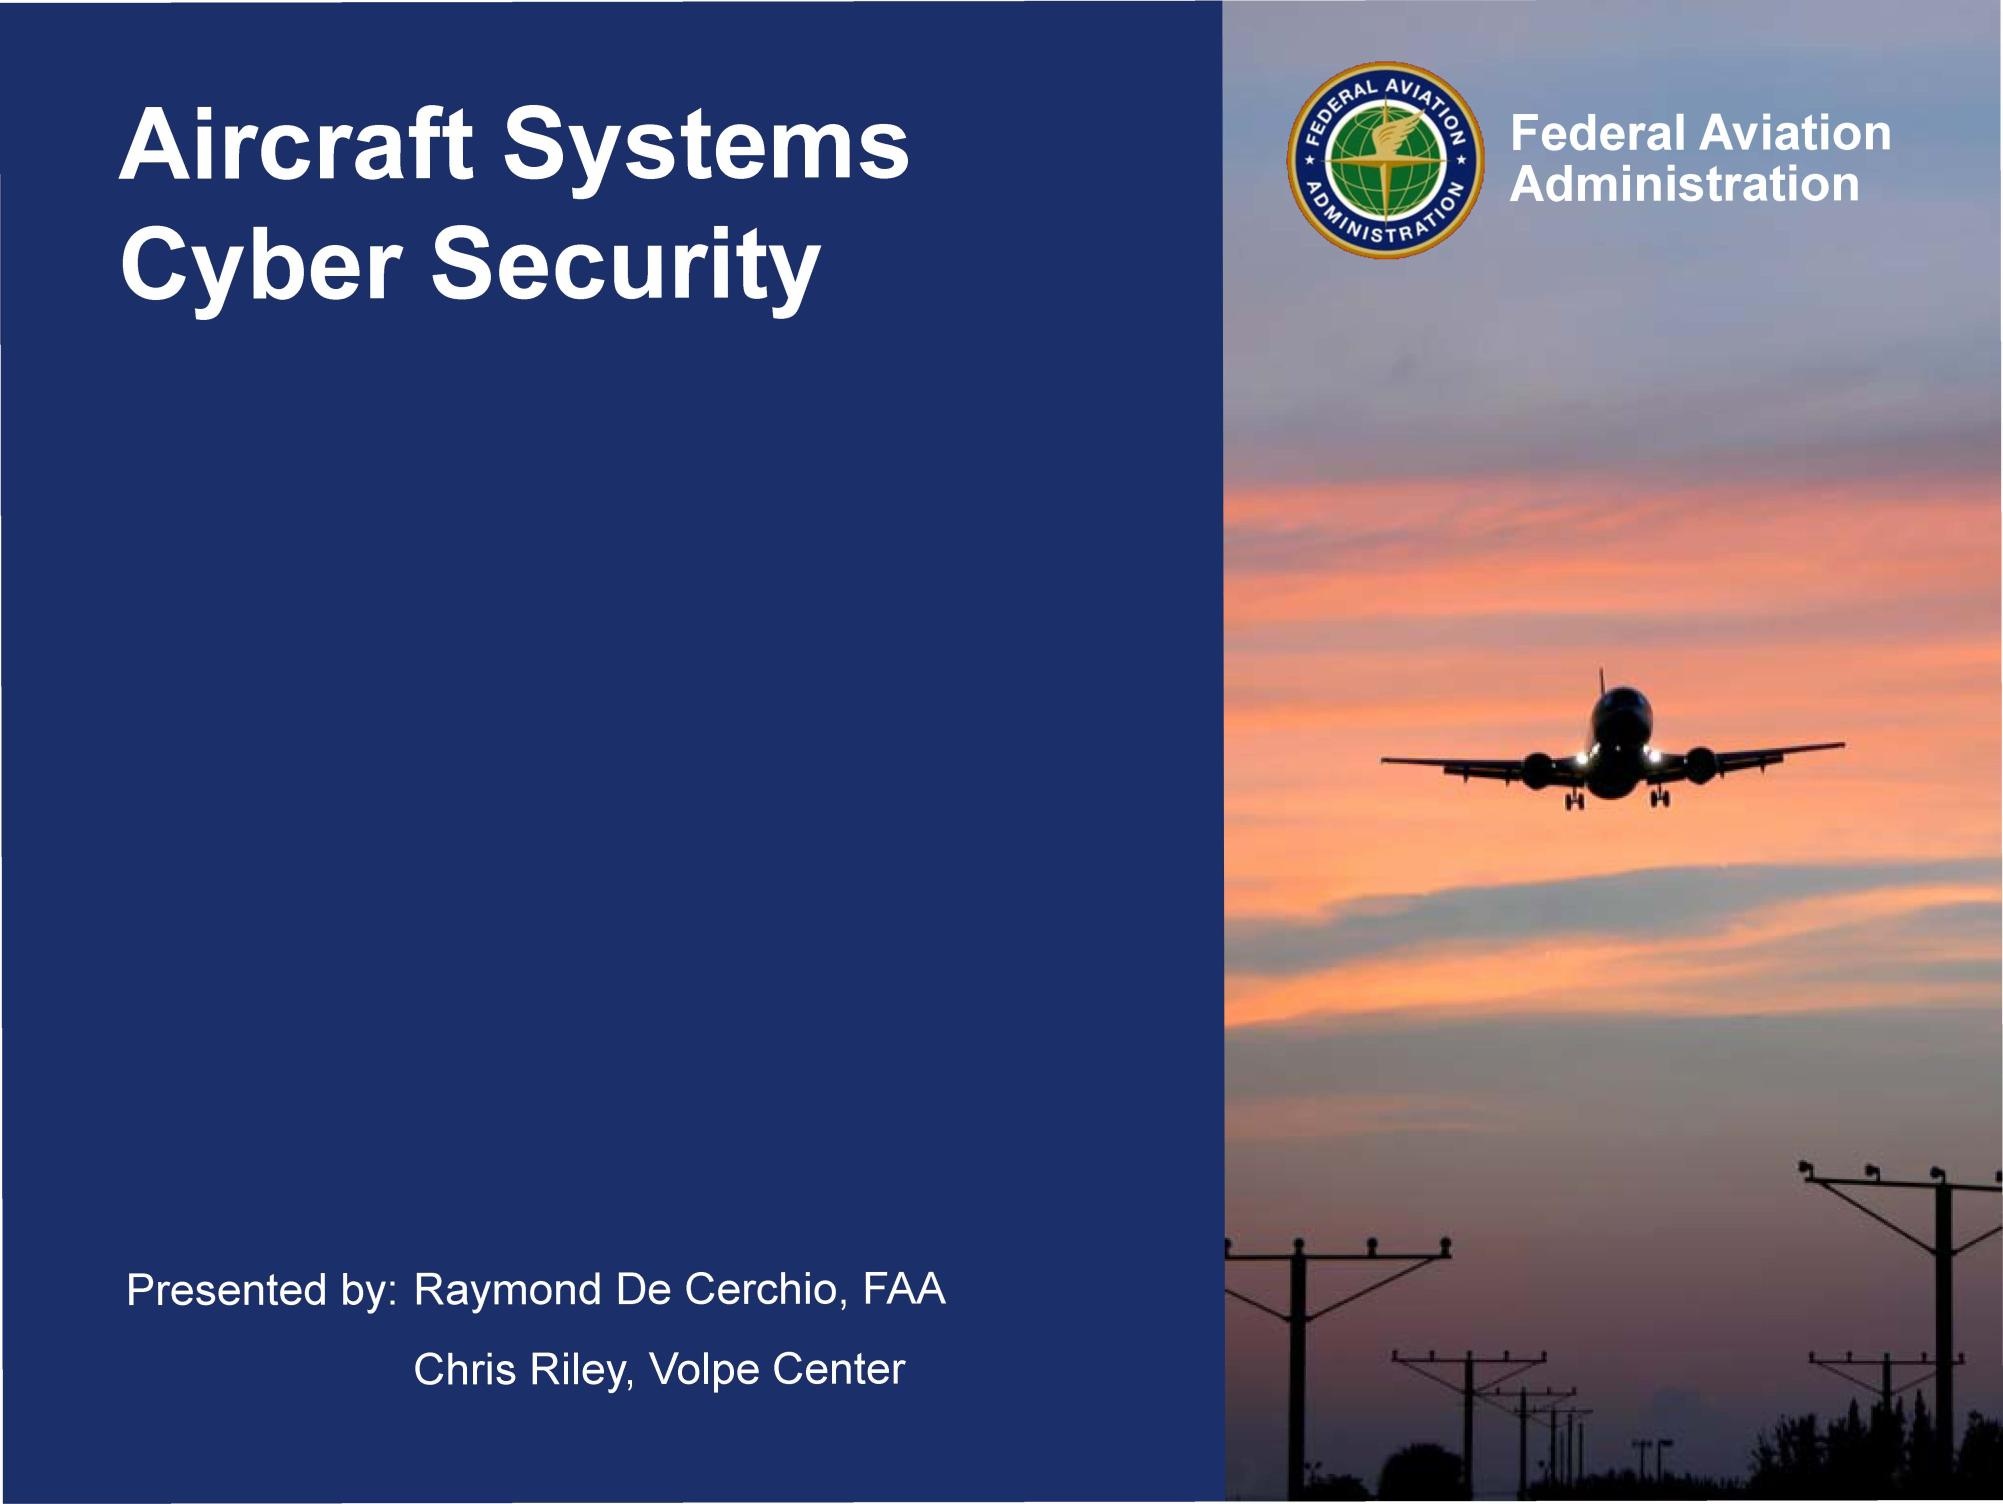 Aircraft Systems
Cyber Security
FEDERAL AVIATION
ADMINISTRATION
Federal Aviation
Administration
Presented by: Raymond De Cerchio, FAA
Chris Riley, Volpe Center